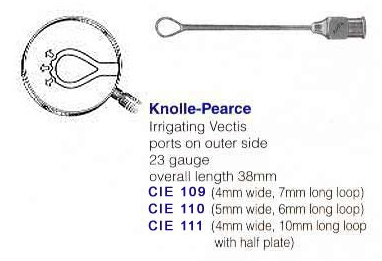 Knolle-Pearce
Irrigating Vectis
ports on outer side
23 gauge
overall length 38mm
CIE 109 (4mm wide, 7mm long loop)
CIE 110 (5mm wide, 6mm long loop)
CIE 111 (4mm wide, 10mm long loop
with half plate)